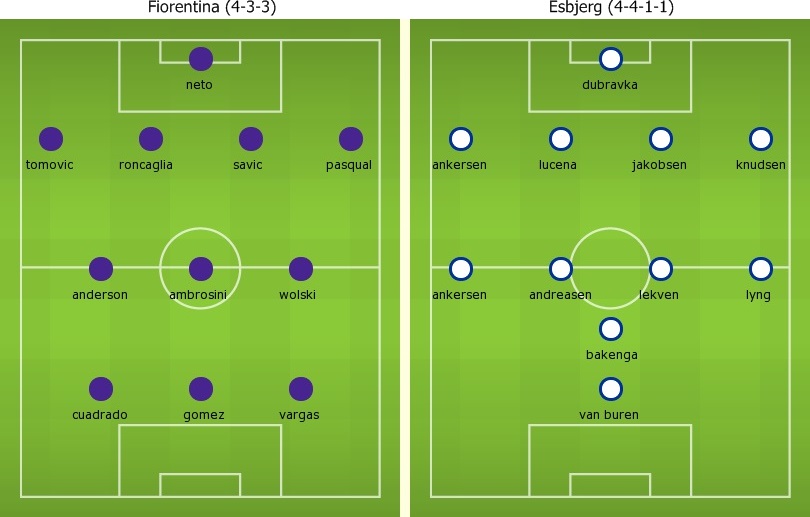 Fiorentina (4-3-3)
neto
tomovic roncaglia savic pasqual
anderson ambrosini wolski
cuadrado gomez vargas
Esbjerg (4-4-1-1)
dubravka
ankersen lucena jakobsen knudsen
ankersen andreasen lekven lyng
bakenga
van buren